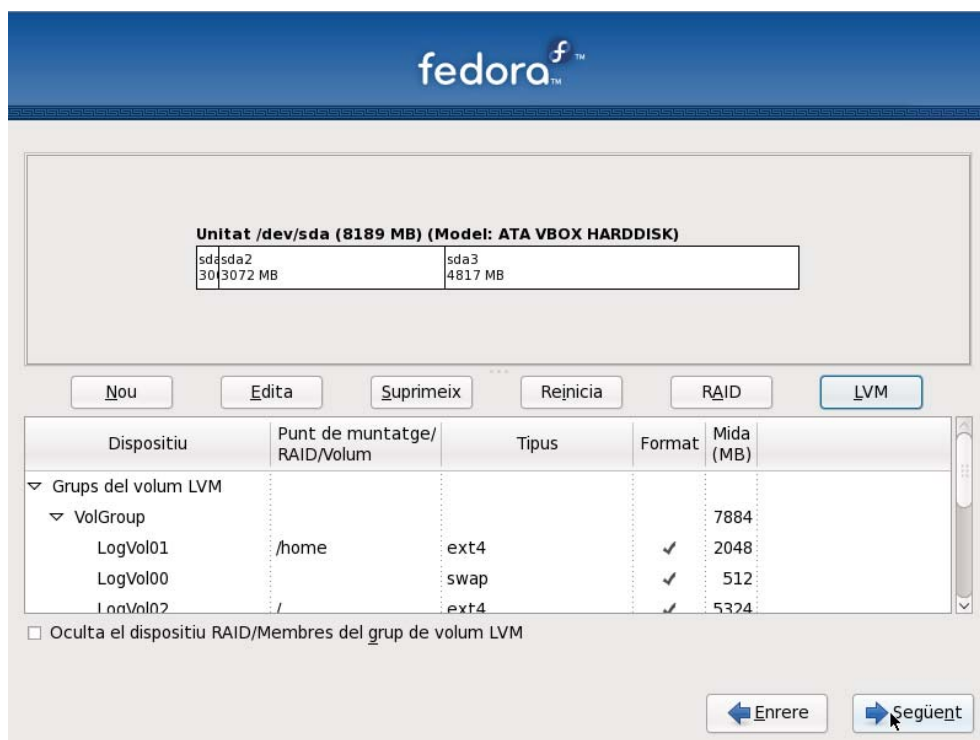 fedora
Unitat /dev/sda (8189 MB) (Model: ATA VBOX HARDDISK)
sda2
sda3
3072 MB
4817 MB
Nou
Edita
Suprimeix
Reinicia
RAID
LVM
Dispositiu
Punt de muntatge/
RAID/Volum
Tipus
Format
Mida
(MB)
Grups del volum LVM
VolGroup 7884
LogVol01 /home ext4 2048
LogVol00 swap 512
LogVol02 / ext4 5324
Oculta el dispositiu RAID/Membres del grup de volum LVM
Enrere
Següent